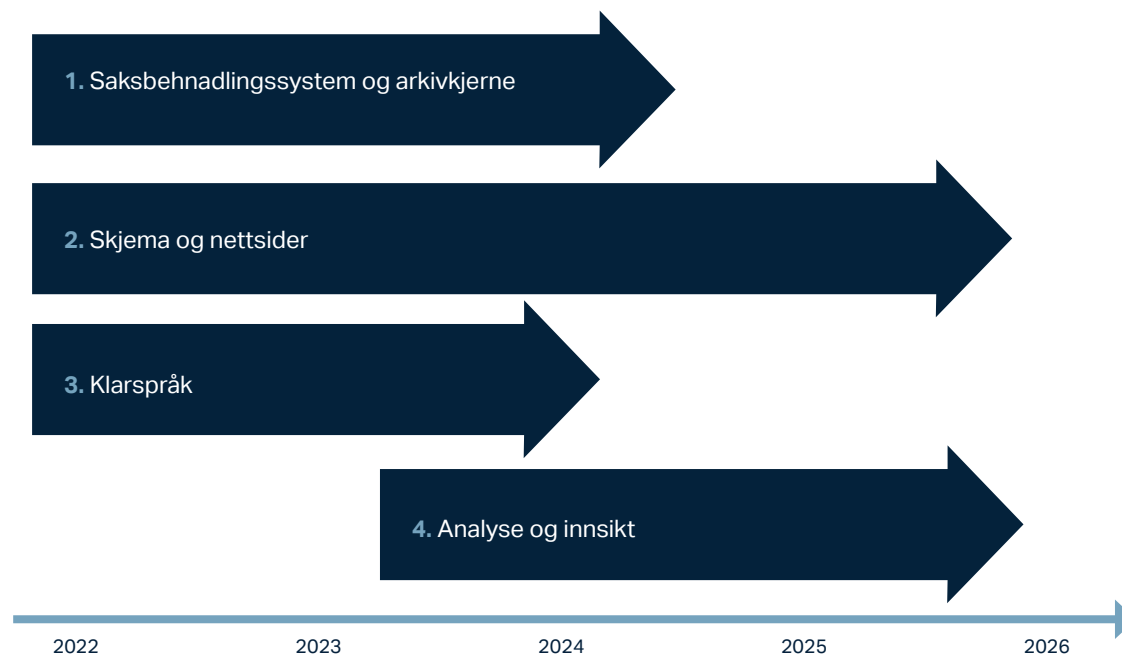 1. Saksbehnadlingssystem og arkivkjerne
2. Skjema og nettsider
3. Klarspråk
4. Analyse og innsikt
2022 2023 2024 2025 2026